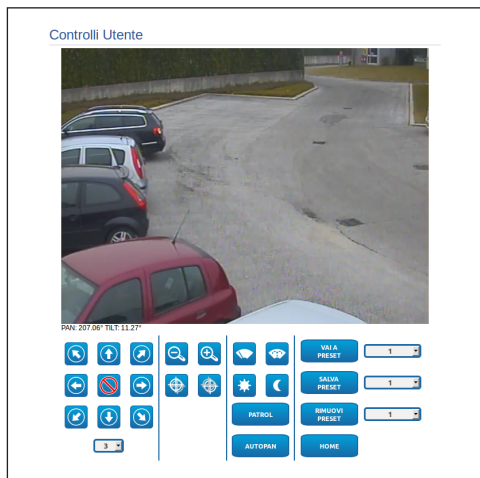 Controlli Utente
PAN: 207.06° TILT: 11.27°
VAI A
PRESET
1
SALVA
PRESET
1
PATROL
RIMUOVI
PRESET
1
3
AUTOPAN
HOME